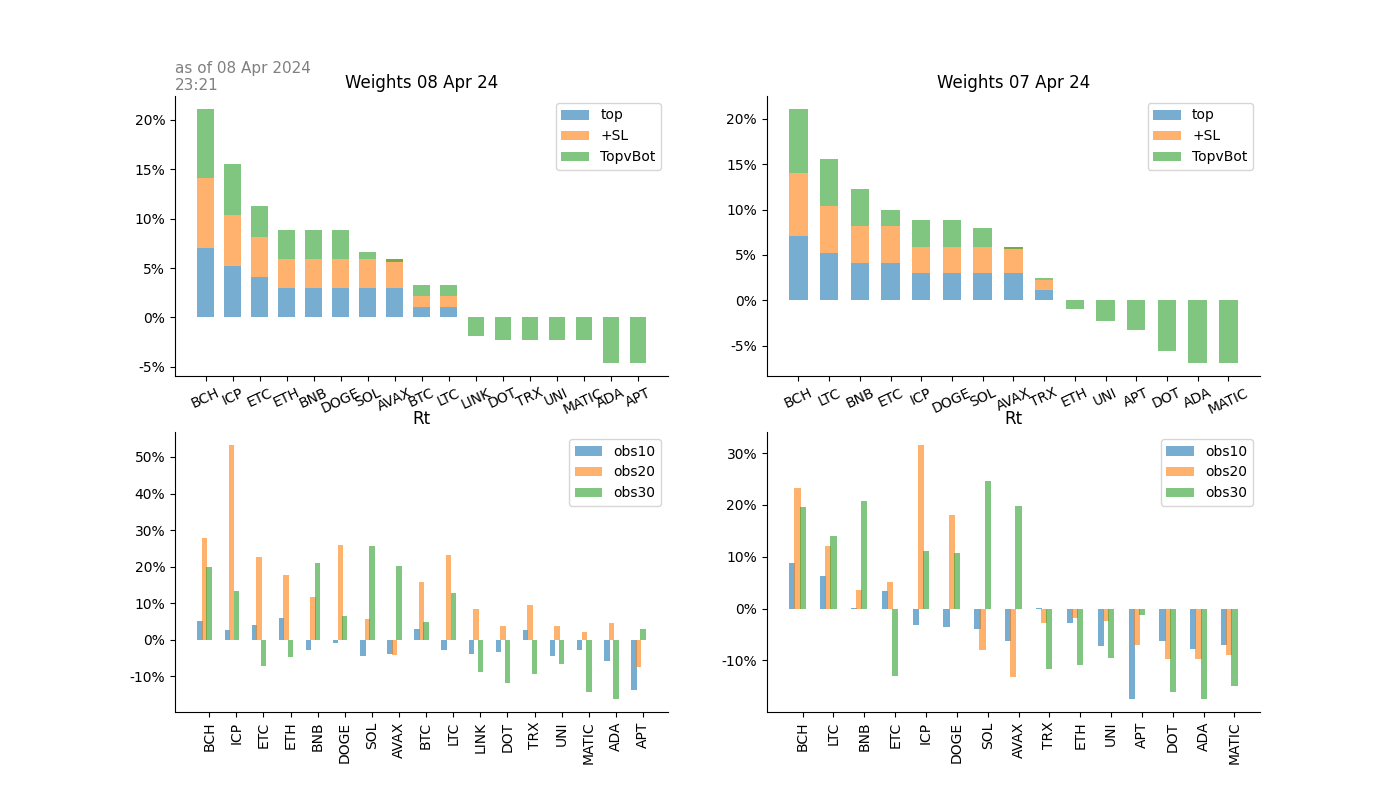 as of 08 Apr 2024
23:21
Weights 08 Apr 24
20%
15%
10%
5%
0%
-5%
top
+SL
TopvBot
BCH ICP ETC ETH BNB DOGE SOL AVAX BTC LTC LINK DOT TRX UNI MATIC ADA APT
Weights 07 Apr 24
20%
15%
10%
5%
0%
-5%
top
+SL
TopvBot
BCH LTC BNB ETC ICP DOGE SOL AVAX TRX ETH UNI APT DOT ADA MATIC
Rt
50%
40%
30%
20%
10%
0%
-10%
obs10
obs20
obs30
BCH ICP ETC ETH BNB DOGE SOL AVAX BTC LTC LINK DOT TRX UNI MATIC ADA APT
Rt
30%
20%
10%
0%
-10%
obs10
obs20
obs30
BCH LTC BNB ETC ICP DOGE SOL AVAX TRX ETH UNI APT DOT ADA MATIC